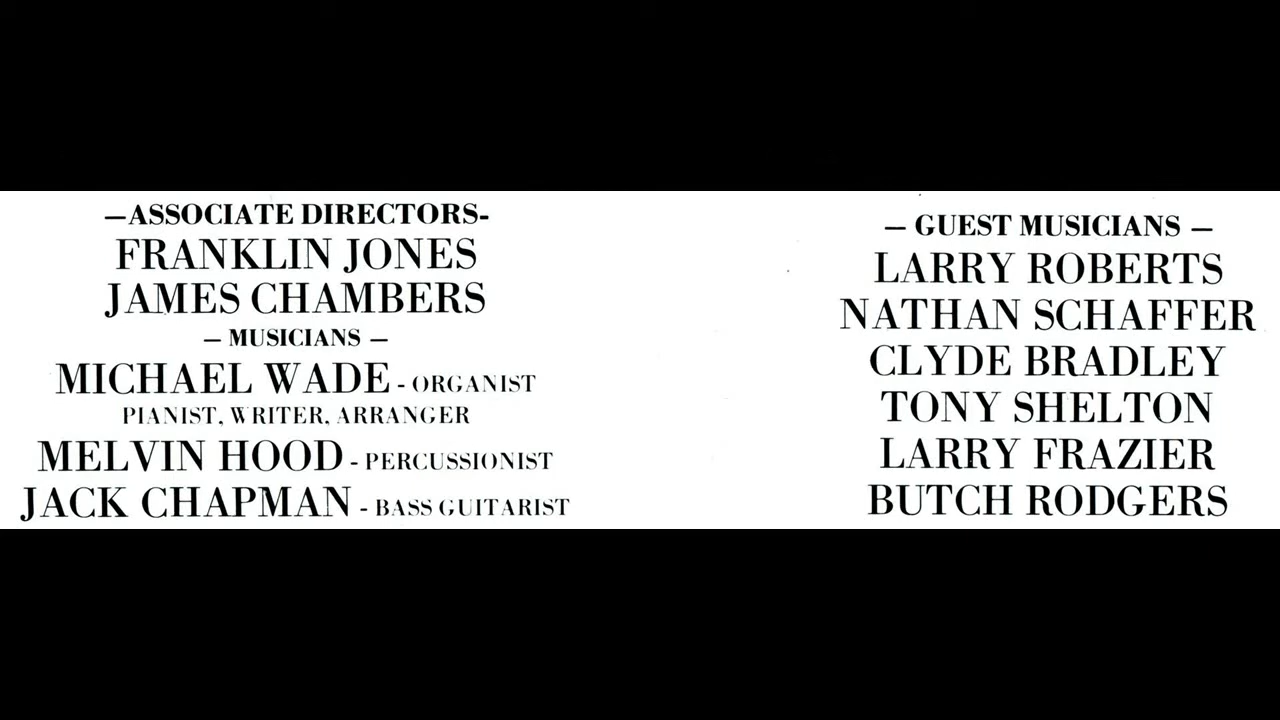 —ASSOCIATE DIRECTORS-
FRANKLIN JONES
JAMES CHAMBERS
— MUSICIANS —
MICHAEL WADE - ORGANIST
PIANIST, WRITER, ARRANGER
MELVIN HOOD - PERCUSSIONIST
JACK CHAPMAN - BASS GUITARIST
— GUEST MUSICIANS —
LARRY ROBERTS
NATHAN SCHAFFER
CLYDE BRADLEY
TONY SHELTON
LARRY FRAZIER
BUTCH RODGERS